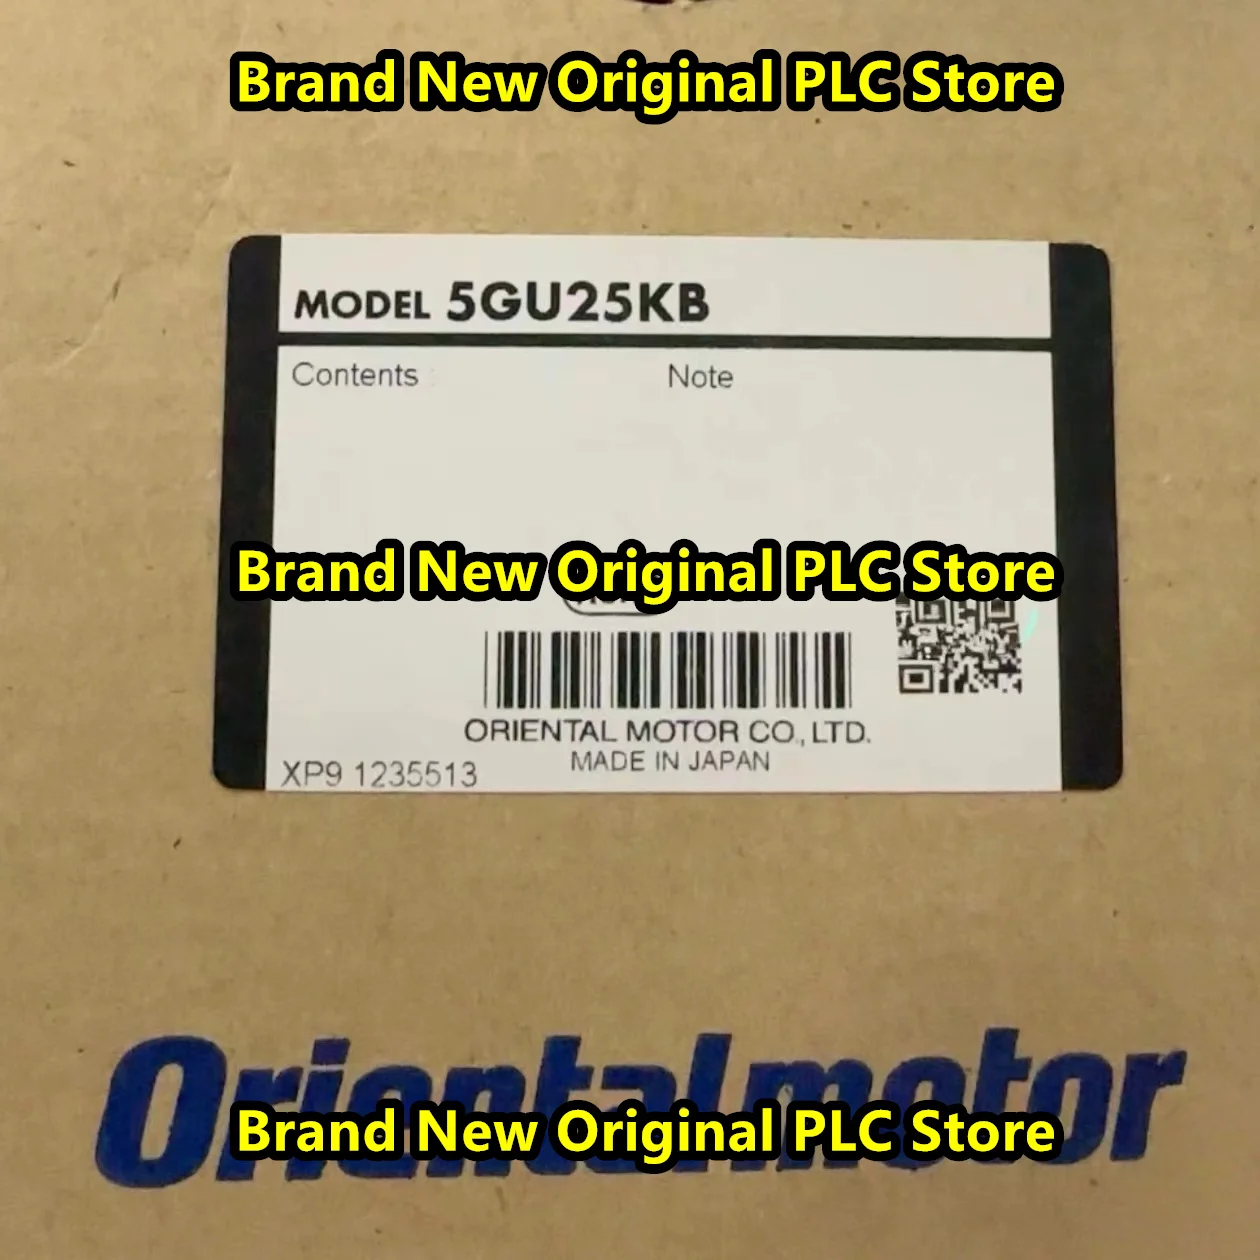 Brand New Original PLC Store
MODEL 5GU25KB
Contents
Note
Brand New Original PLC Store
ORIENTAL MOTOR CO., LTD.
MADE IN JAPAN
XP9 1235513
Orientalmotor
Brand New Original PLC Store